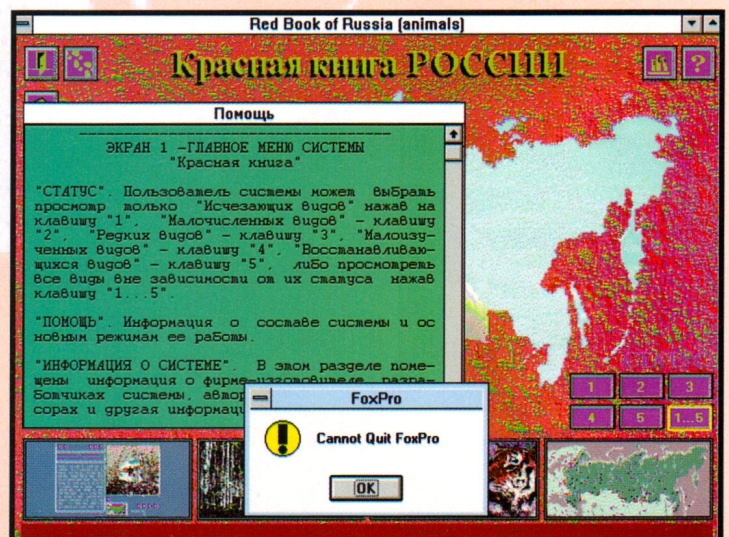 Red Book of Russia (animals)
Красная книга РОССИИ
?
Помощь
ЭКРАН 1 -ГЛАВНОЕ МЕНЮ СИСТЕМЫ
"Красная книга"
"СТАТУС". Пользователь системы может выбрать
просмотр только "Исчезающих видов" нажав на
клавишу "1", "Малочисленных видов" - клавишу
"2", "Редких видов" - клавишу "3", "Малоизу-
ченных видов" - клавишу "4", "Восстанавливаю-
щихся видов" - клавишу "5", либо просмотреть
все виды вне зависимости от их статуса нажав
клавишу "1...5".
"ПОМОЩЬ". Информация о составе системы и ос
новным режимам ее работы.
"ИНФОРМАЦИЯ О СИСТЕМЕ". В этом разделе поме-
щены информация о фирме-изготовителе, разра-
ботчиках системы, автор
сорах и другая информаци
1 2 3
4 5 1...5
FoxPro
Cannot Quit FoxPro
OK